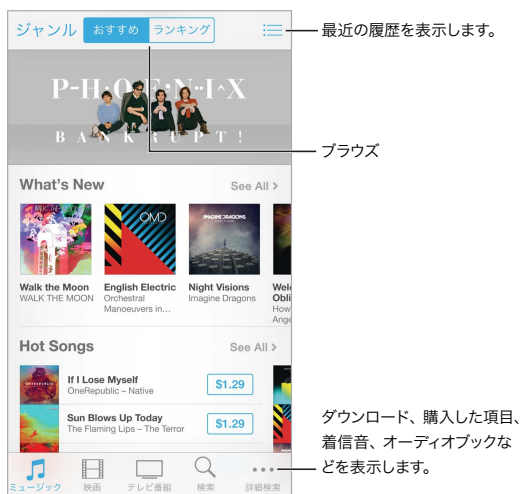 ジャンル おすすめ ランキング
最近の履歴を表示します。
P-H-O-E-N-I-X
BANKRUPT!
ブラウズ
What's New See All >
OMD
IMAGINE DRAGONS
Walk the Moon English Electric Night Visions
WALK THE MOON Orchestral Imagine Dragons
Manoeuvers in…
Hot Songs See All >
If I Lose Myself
OneRepublic – Native
$1.29
Sun Blows Up Today
The Flaming Lips – The Terror
$1.29
ミュージック 映画 テレビ番組 検索 詳細検索
ダウンロード、購入した項目、
着信音、オーディオブックな
どを表示します。